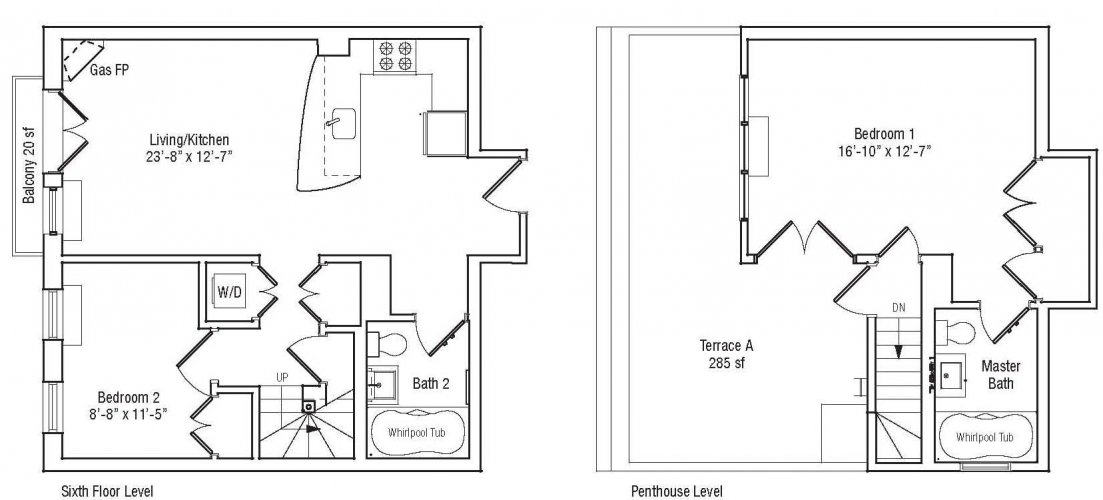 Gas FP
Balcony 20 sf
Living/Kitchen
23'-8" x 12'-7"
W/D
UP
Bedroom 2
8'-8" x 11'-5"
Bath 2
Whirlpool Tub
Sixth Floor Level
Bedroom 1
16'-10" x 12'-7"
DN
Terrace A
285 sf
Master
Bath
Whirlpool Tub
Penthouse Level